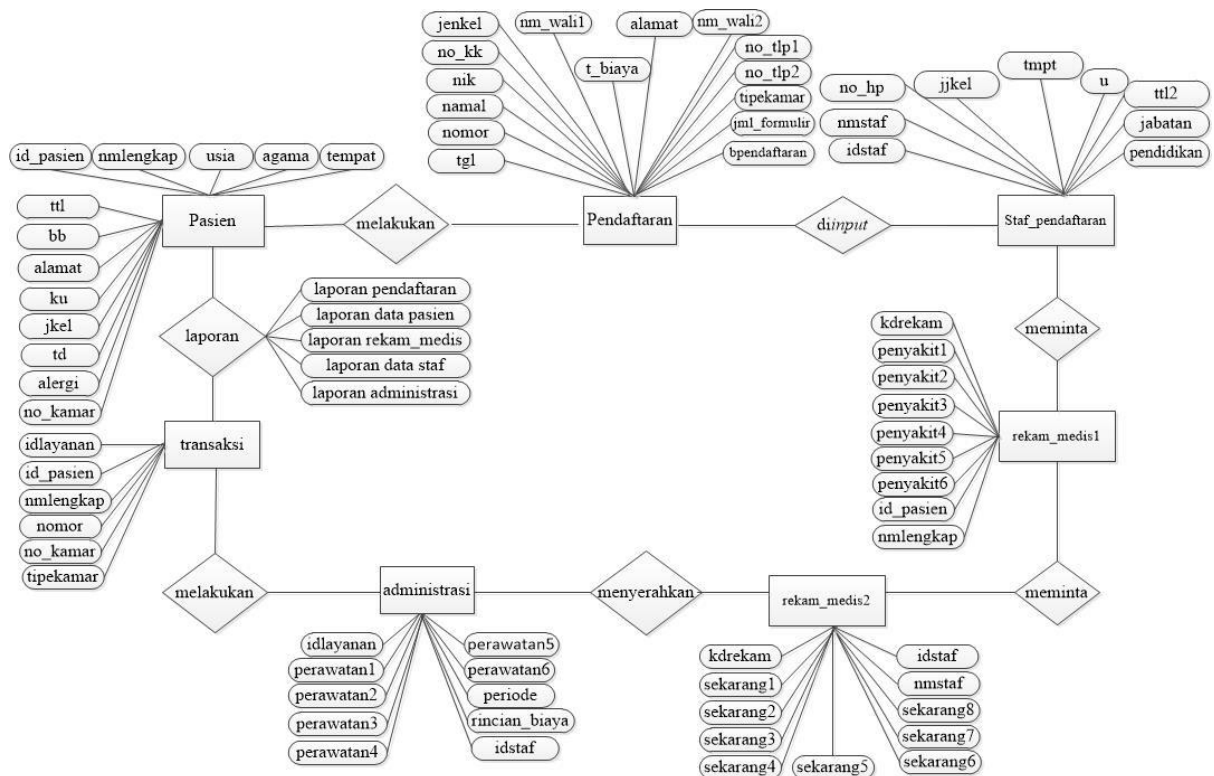 jenkel
no_kk
nik
namal
nomor
tgl
nm_wali1
t_biaya
alamat
nm_wali2
no_tlp1
no_tlp2
tipekamar
jml_formulir
bpendaftaran
no_hp
nmstaf
idstaf
jjkel
tmpt
u
ttl2
jabatan
pendidikan
id_pasien
nmlengkap
usia
agama
tempat
Pasien
melakukan
Pendaftaran
diinput
Staf_pendaftaran
ttl
bb
alamat
ku
jkel
td
alergi
no_kamar
laporan
laporan pendaftaran
laporan data pasien
laporan rekam_medis
laporan data staf
laporan administrasi
meminta
kdrekam
penyakit1
penyakit2
penyakit3
penyakit4
penyakit5
penyakit6
id_pasien
nmlengkap
rekam_medis1
transaksi
idlayanan
id_pasien
nmlengkap
nomor
no_kamar
tipekamar
melakukan
administrasi
menyerahkan
rekam_medis2
meminta
idlayanan
perawatan1
perawatan2
perawatan3
perawatan4
perawatan5
perawatan6
periode
rincian_biaya
idstaf
kdrekam
sekarang1
sekarang2
sekarang3
sekarang4
sekarang5
idstaf
nmstaf
sekarang8
sekarang7
sekarang6